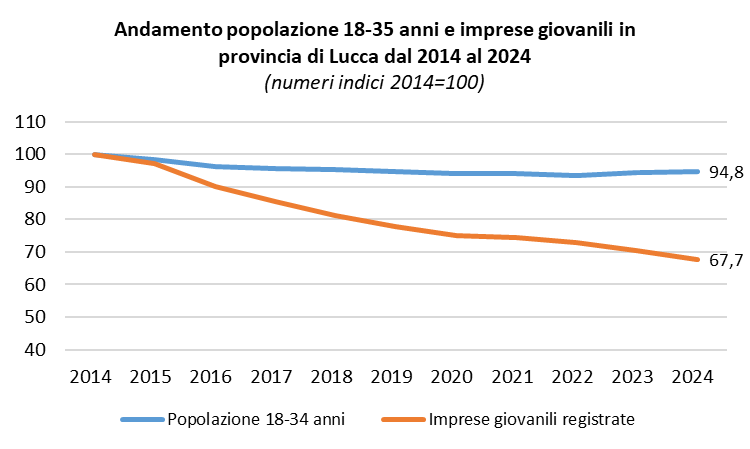 Andamento popolazione 18-35 anni e imprese giovanili in
provincia di Lucca dal 2014 al 2024
(numeri indici 2014=100)
110
100
90
80
70
60
50
40
94,8
67,7
2014 2015 2016 2017 2018 2019 2020 2021 2022 2023 2024
Popolazione 18-34 anni Imprese giovanili registrate